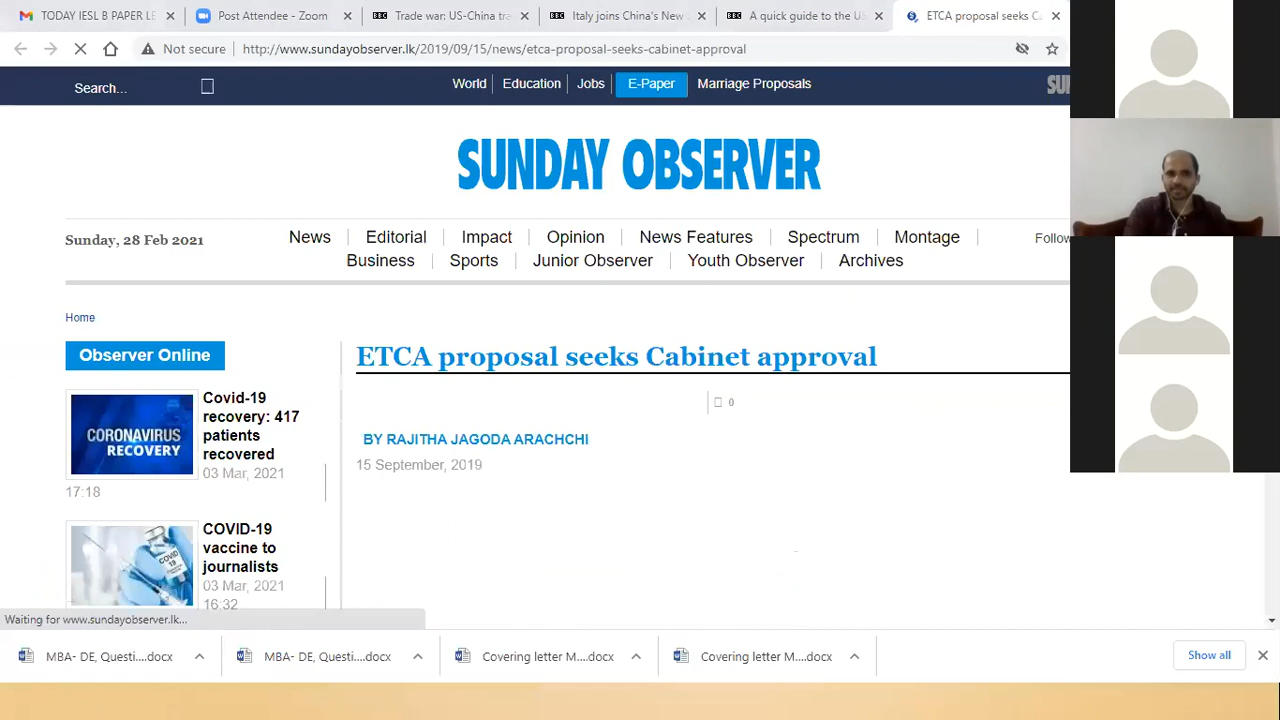 TODAY IESL B PAPER LE
Post Attendee - Zoom
Trade war: US-China tra
Italy joins China's New
A quick guide to the US
ETCA proposal seeks C
Not secure
http://www.sundayobserver.lk/2019/09/15/news/etca-proposal-seeks-cabinet-approval
Search...
World
Education
Jobs
E-Paper
Marriage Proposals
SUNDAY OBSERVER
Sunday, 28 Feb 2021
News
Editorial
Impact
Opinion
News Features
Spectrum
Montage
Business
Sports
Junior Observer
Youth Observer
Archives
Follow
Home
Observer Online
ETCA proposal seeks Cabinet approval
0
BY RAJITHA JAGODA ARACHCHI
15 September, 2019
CORONAVIRUS
RECOVERY
Covid-19
recovery: 417
patients
recovered
03 Mar, 2021
17:18
COVID-19
vaccine to
journalists
03 Mar, 2021
16:32
Waiting for www.sundayobserver.lk...
MBA- DE, Questi....docx
MBA- DE, Questi....docx
Covering letter M....docx
Covering letter M....docx
Show all